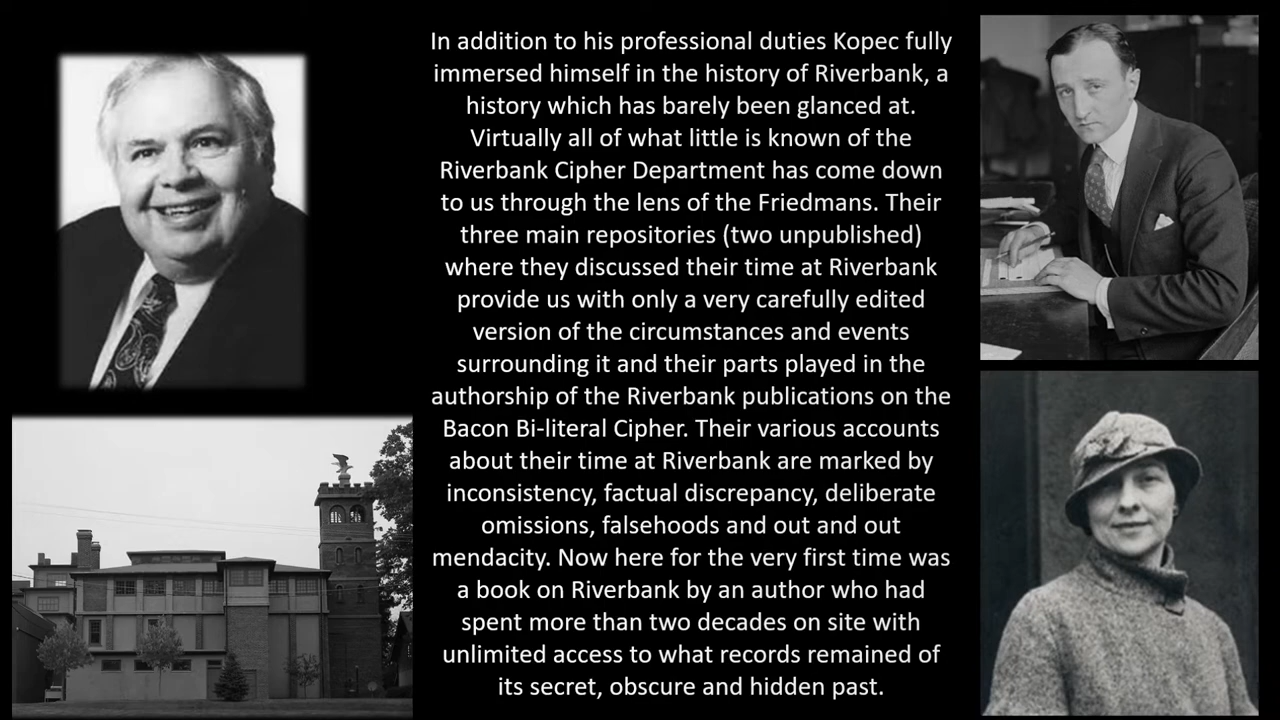 In addition to his professional duties Kopec fully
immersed himself in the history of Riverbank, a
history which has barely been glanced at.
Virtually all of what little is known of the
Riverbank Cipher Department has come down
to us through the lens of the Friedmans. Their
three main repositories (two unpublished)
where they discussed their time at Riverbank
provide us with only a very carefully edited
version of the circumstances and events
surrounding it and their parts played in the
authorship of the Riverbank publications on the
Bacon Bi-literal Cipher. Their various accounts
about their time at Riverbank are marked by
inconsistency, factual discrepancy, deliberate
omissions, falsehoods and out and out
mendacity. Now here for the very first time was
a book on Riverbank by an author who had
spent more than two decades on site with
unlimited access to what records remained of
its secret, obscure and hidden past.